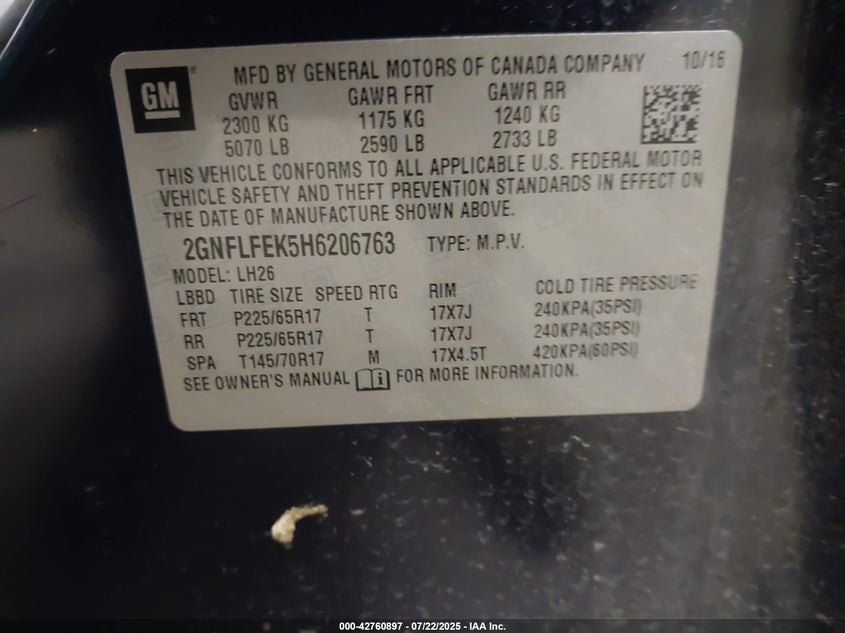 GM
MFD BY GENERAL MOTORS OF CANADA COMPANY 10/16
GVWR GAWR FRT GAWR RR
2300 KG 1175 KG 1240 KG
5070 LB 2590 LB 2733 LB
THIS VEHICLE CONFORMS TO ALL APPLICABLE U.S. FEDERAL MOTOR
VEHICLE SAFETY AND THEFT PREVENTION STANDARDS IN EFFECT ON
THE DATE OF MANUFACTURE SHOWN ABOVE.
2GNFLFEK5H6206763 TYPE: M.P.V.
MODEL: LH26
LBBD TIRE SIZE SPEED RTG RIM COLD TIRE PRESSURE
FRT P225/65R17 T 17X7J 240KPA(35PSI)
RR P225/65R17 T 17X7J 240KPA(35PSI)
SPA T145/70R17 M 17X4.5T 420KPA(60PSI)
SEE OWNER'S MANUAL FOR MORE INFORMATION.
000-42760897 - 07/22/2025 - IAA Inc.